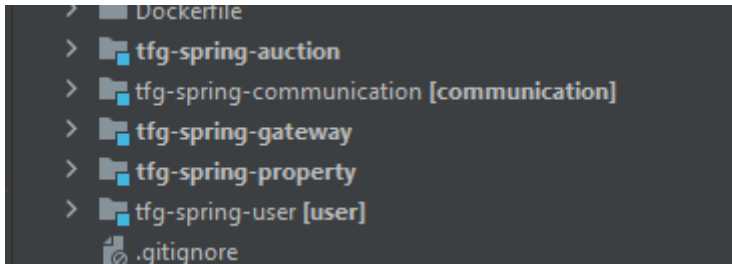 Dockerfile
tfg-spring-auction
tfg-spring-communication [communication]
tfg-spring-gateway
tfg-spring-property
tfg-spring-user [user]
.gitignore